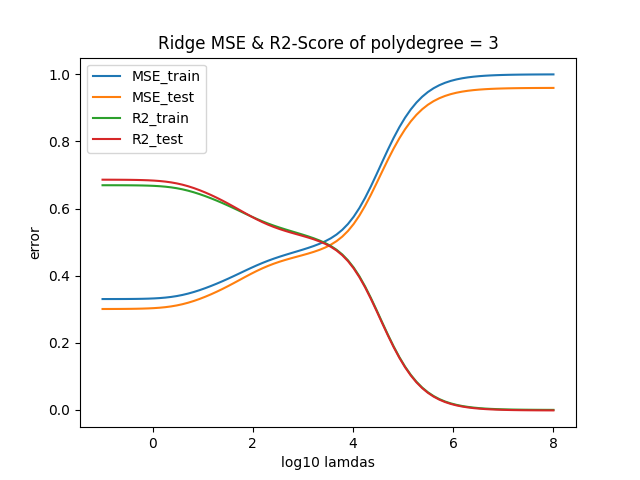 Ridge MSE & R2-Score of polydegree = 3
MSE_train
MSE_test
R2_train
R2_test
1.0
0.8
0.6
0.4
0.2
0.0
error
0
2
4
6
8
log10 lamdas